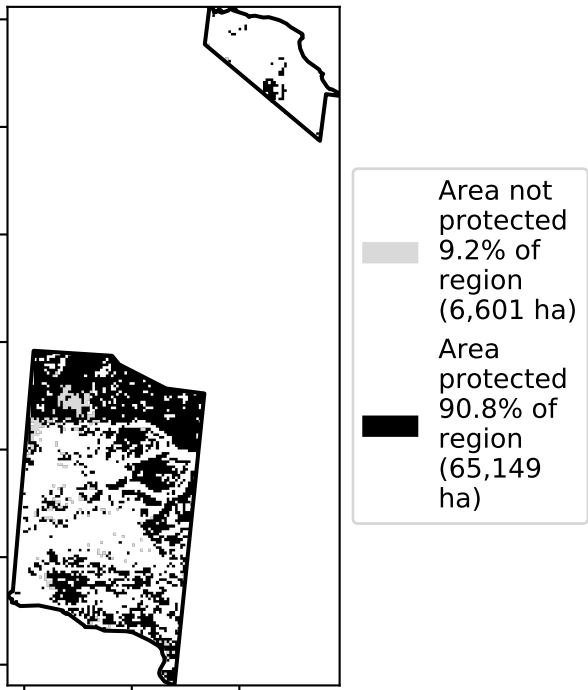 Area not
protected
9.2% of
region
(6,601 ha)
Area
protected
90.8% of
region
(65,149
ha)